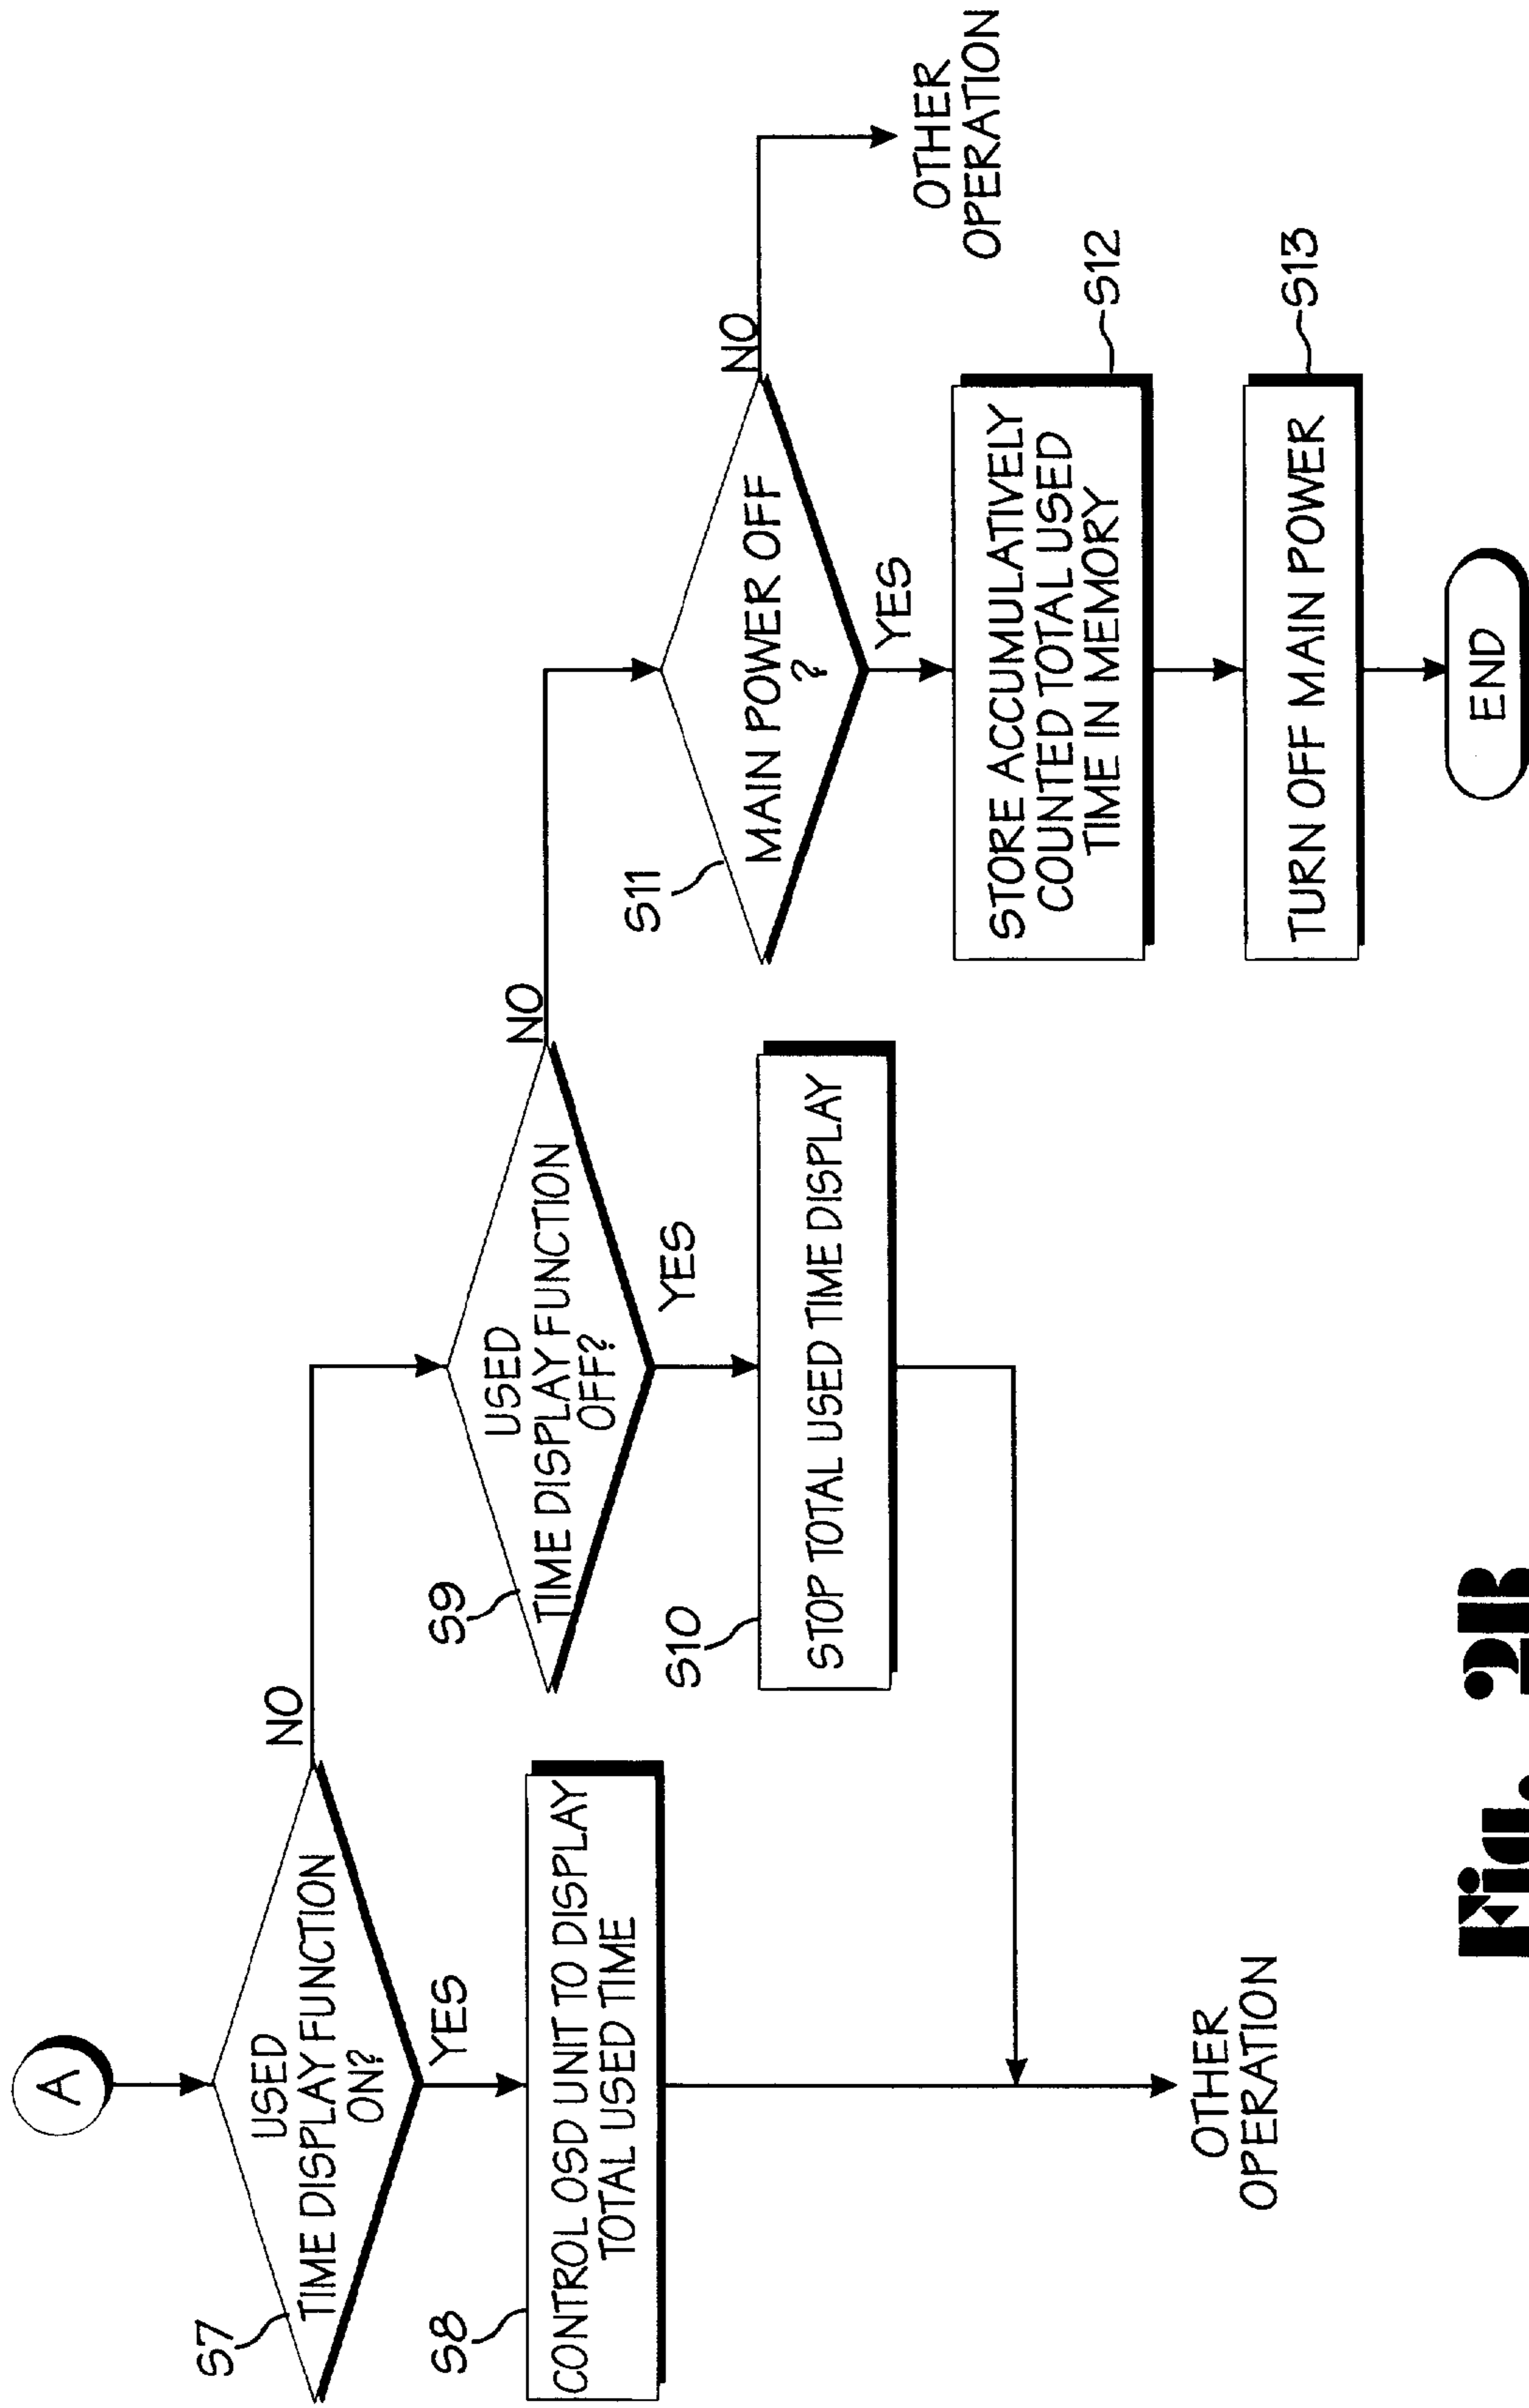 A
S7
USED
TIME DISPLAY FUNCTION
ON?
NO
YES
S8
CONTROL OSD UNIT TO DISPLAY
TOTAL USED TIME
OTHER
OPERATION
S9
USED
TIME DISPLAY FUNCTION
OFF?
NO
YES
S10
STOP TOTAL USED TIME DISPLAY
S11
MAIN POWER OFF
?
NO
OTHER
OPERATION
YES
STORE ACCUMULATIVELY
COUNTED TOTAL USED
TIME IN MEMORY
S12
TURN OFF MAIN POWER
S13
END
Fig. 2B